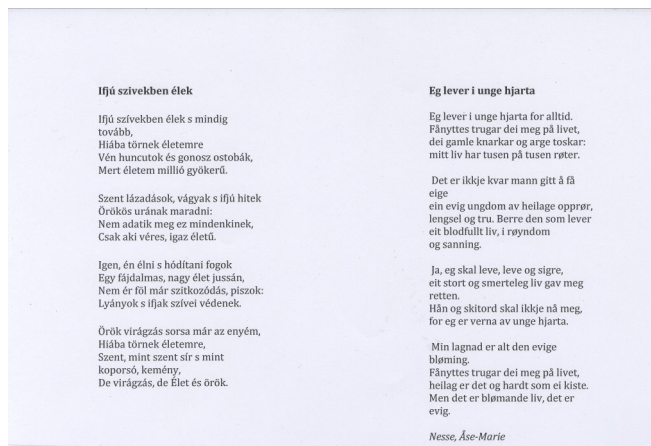 Ifjú szivekben élek
Ifjú szívekben élek s mindig
tovább,
Hiába törnek életemre
Vén huncutok és gonosz ostobák,
Mert életem millió gyökerű.
Szent lázadások, vágyak s ifjú hitek
Örökös urának maradni:
Nem adatik meg ez mindenkinek,
Csak aki véres, igaz életű.
Igen, én élni s hódítani fogok
Egy fájdalmas, nagy élet jussán,
Nem ér föl már szitkozódás, piszok:
Lyányok s ifjak szívei védenek.
Örök virágzás sorsa már az enyém,
Hiába törnek életemre,
Szent, mint szent sír s mint
koporsó, kemény,
De virágzás, de Élet és örök.
Eg lever i unge hjarta
Eg lever i unge hjarta for alltid.
Fånyttes trugar dei meg på livet,
dei gamle knarkar og arge toskar:
mitt liv har tusen på tusen røter.
Det er ikkje kvar mann gitt å få
eige
ein evig ungdom av heilage opprør,
lengsel og tru. Berre den som lever
eit blodfullt liv, i røyndom
og sanning.
Ja, eg skal leve, leve og sigre,
eit stort og smerteleg liv gav meg
retten.
Hån og skitord skal ikkje nå meg,
for eg er verna av unge hjarta.
Min lagnad er alt den evige
bløming.
Fånyttes trugar dei meg på livet,
heilag er det og hardt som ei kiste.
Men det er blømande liv, det er
evig.
Nesse, Åse-Marie